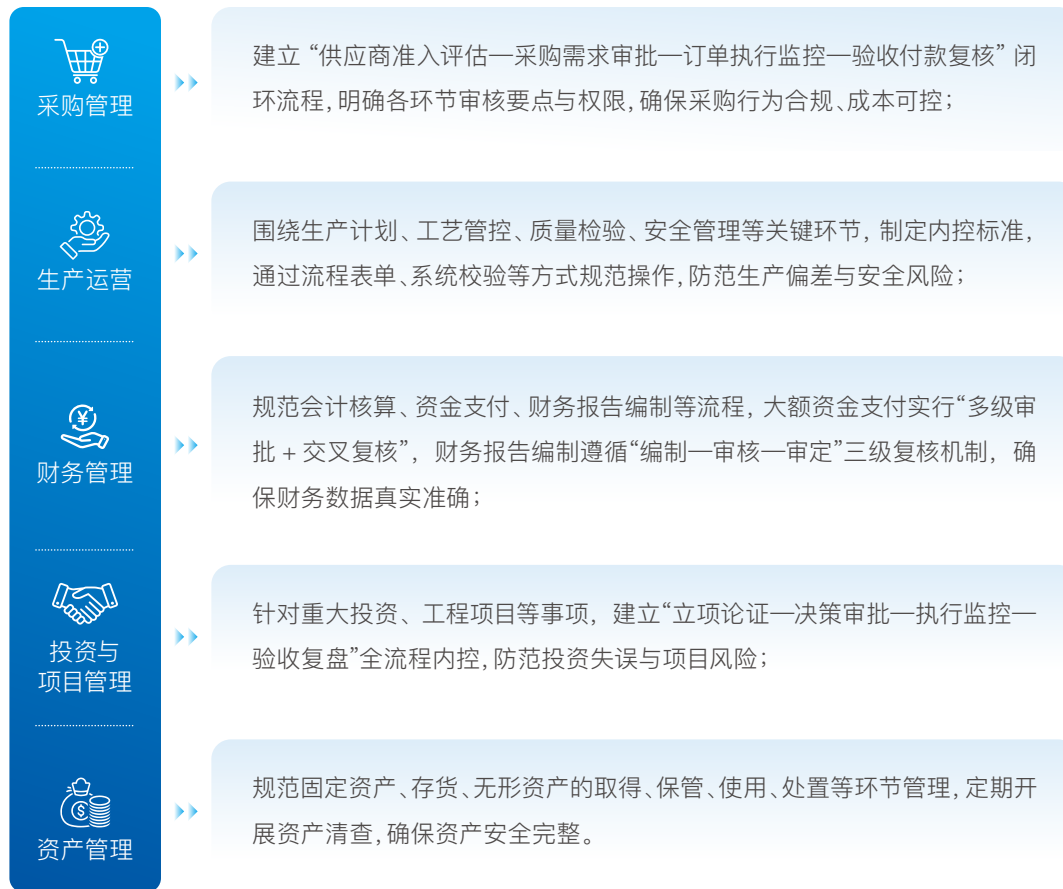 采购管理
建立 “供应商准入评估—采购需求审批—订单执行监控—验收付款复核” 闭
环流程，明确各环节审核要点与权限，确保采购行为合规、成本可控；
生产运营
围绕生产计划、工艺管控、质量检验、安全管理等关键环节，制定内控标准，
通过流程表单、系统校验等方式规范操作，防范生产偏差与安全风险；
财务管理
规范会计核算、资金支付、财务报告编制等流程，大额资金支付实行“多级审
批 + 交叉复核”，财务报告编制遵循“编制—审核—审定”三级复核机制，确
保财务数据真实准确；
投资与
项目管理
针对重大投资、工程项目等事项，建立“立项论证—决策审批—执行监控—
验收复盘”全流程内控，防范投资失误与项目风险；
资产管理
规范固定资产、存货、无形资产的取得、保管、使用、处置等环节管理，定期开
展资产清查，确保资产安全完整。